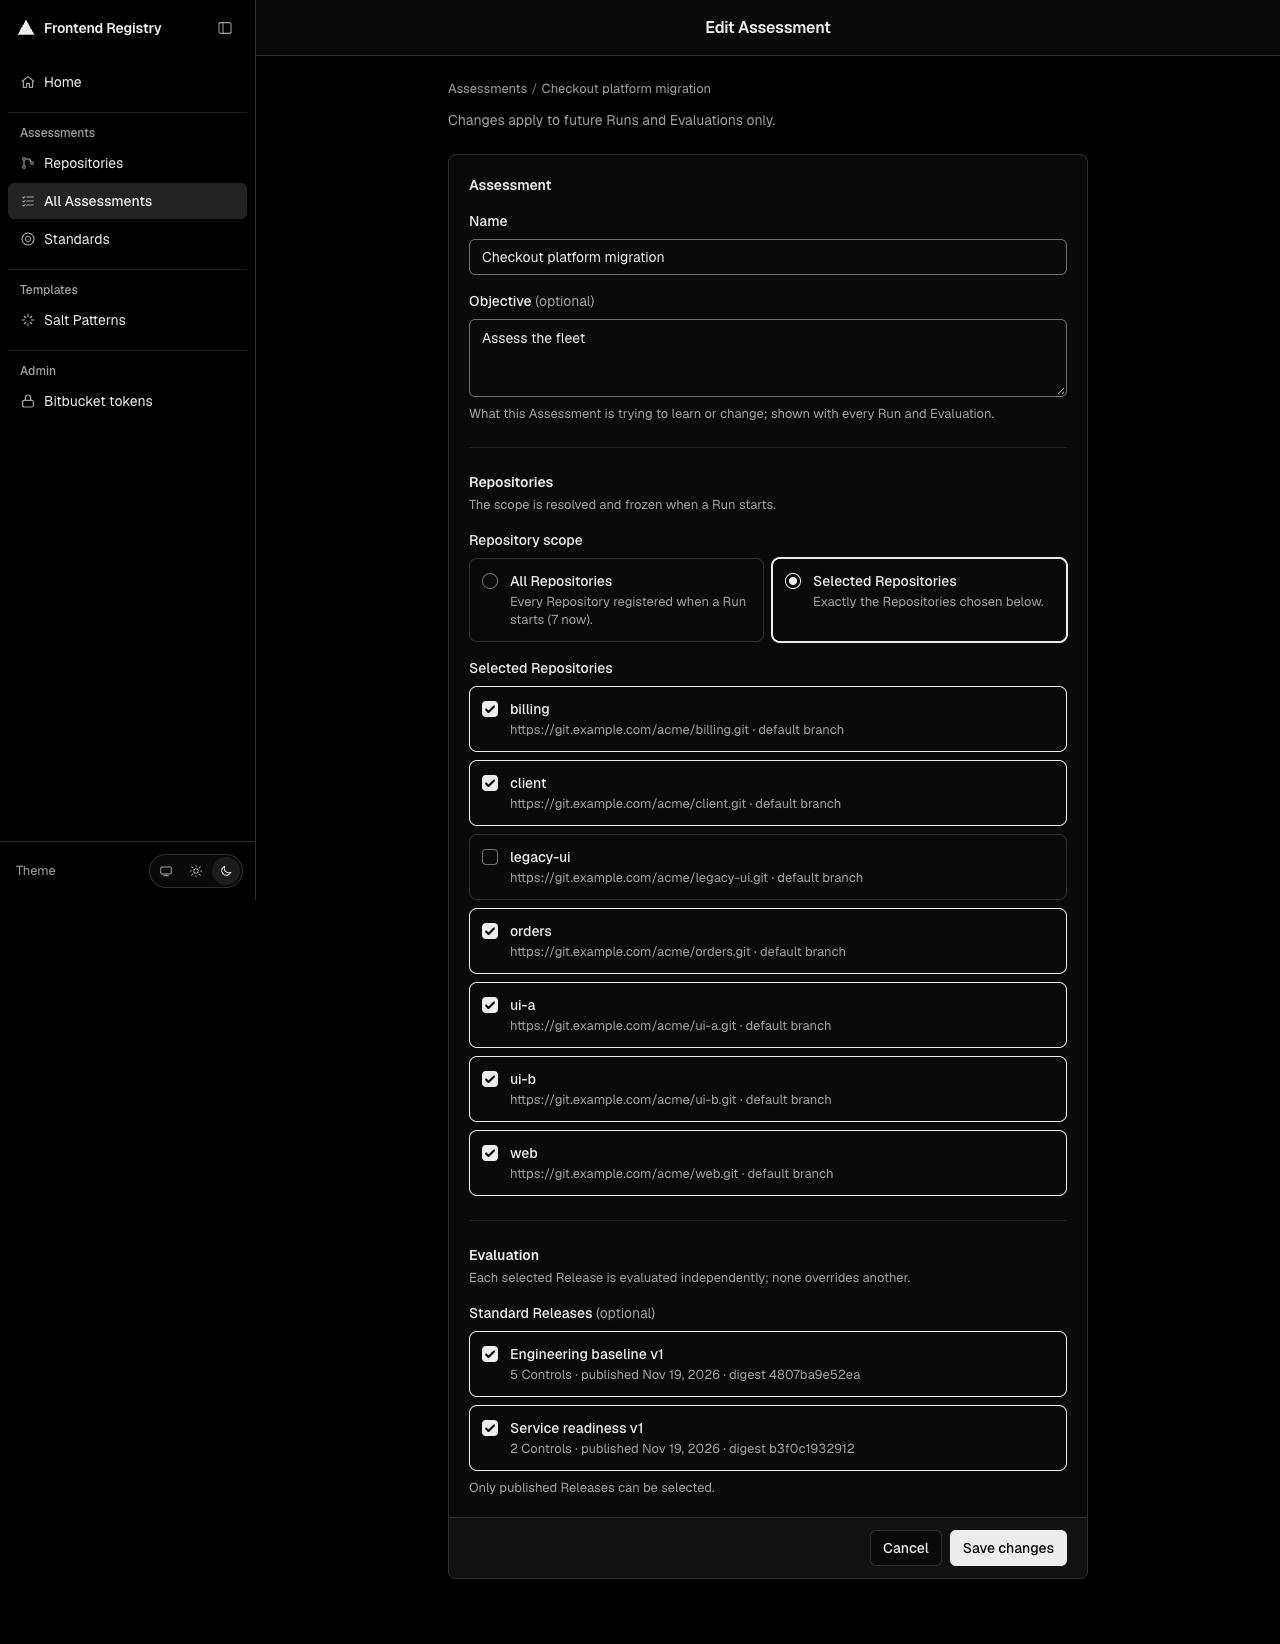 Frontend Registry
Home
Assessments
Repositories
All Assessments
Standards
Templates
Salt Patterns
Admin
Bitbucket tokens
Theme
Edit Assessment
Assessments / Checkout platform migration
Changes apply to future Runs and Evaluations only.
Assessment
Name
Checkout platform migration
Objective (optional)
Assess the fleet
What this Assessment is trying to learn or change; shown with every Run and Evaluation.
Repositories
The scope is resolved and frozen when a Run starts.
Repository scope
All Repositories
Every Repository registered when a Run
starts (7 now).
Selected Repositories
Exactly the Repositories chosen below.
Selected Repositories
billing
https://git.example.com/acme/billing.git · default branch
client
https://git.example.com/acme/client.git · default branch
legacy-ui
https://git.example.com/acme/legacy-ui.git · default branch
orders
https://git.example.com/acme/orders.git · default branch
ui-a
https://git.example.com/acme/ui-a.git · default branch
ui-b
https://git.example.com/acme/ui-b.git · default branch
web
https://git.example.com/acme/web.git · default branch
Evaluation
Each selected Release is evaluated independently; none overrides another.
Standard Releases (optional)
Engineering baseline v1
5 Controls · published Nov 19, 2026 · digest 4807ba9e52ea
Service readiness v1
2 Controls · published Nov 19, 2026 · digest b3f0c1932912
Only published Releases can be selected.
Cancel
Save changes